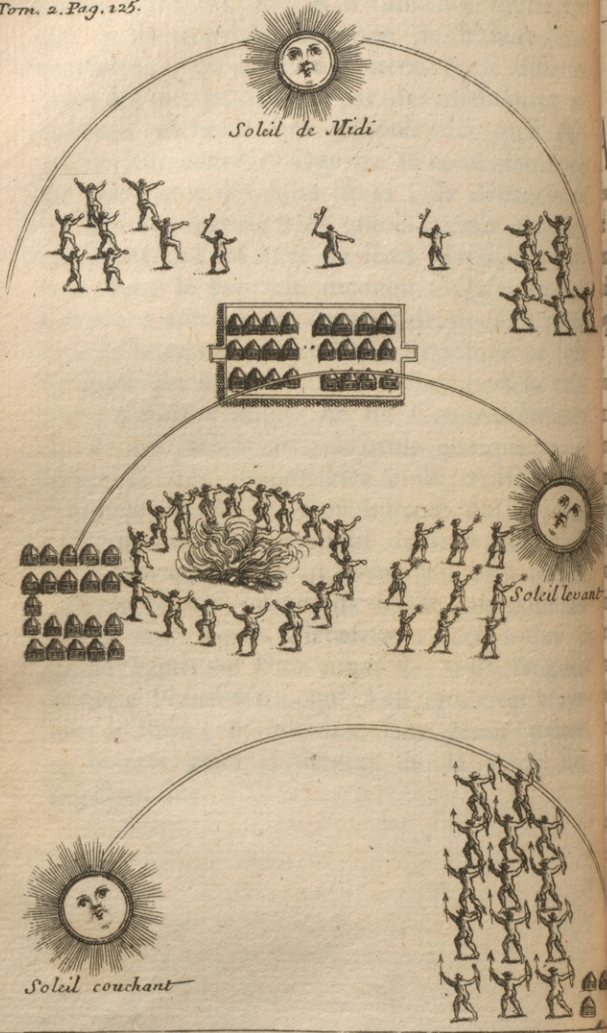 Tom. 2. Pag. 125.
Soleil de Midi
Soleil levant
Soleil couchant